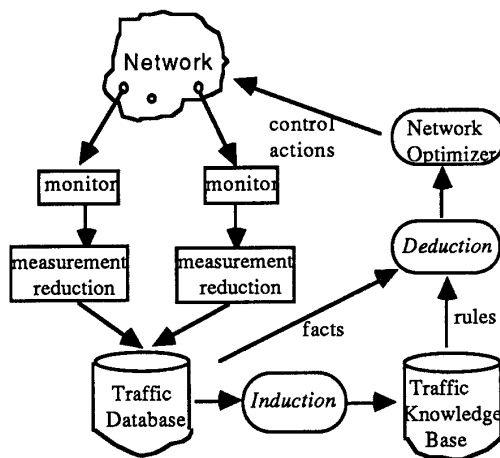 Network
control
actions
Network
Optimizer
monitor
monitor
Deduction
measurement
reduction
measurement
reduction
facts
rules
Traffic
Database
Induction
Traffic
Knowledge
Base